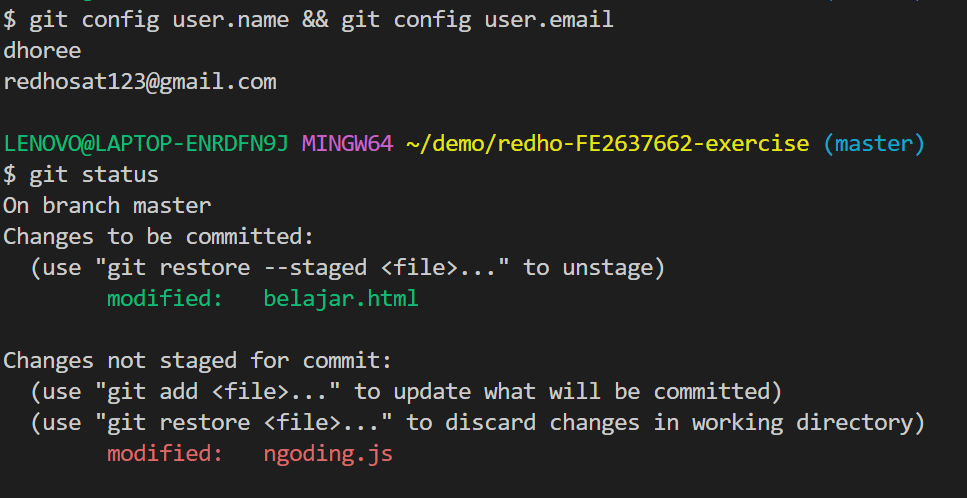 $ git config user.name && git config user.email
dhoree
redhosat123@gmail.com
LENOVO@LAPTOP-ENRDFN9J MINGW64 ~/demo/redho-FE2637662-exercise (master)
$ git status
On branch master
Changes to be committed:
  (use "git restore --staged <file>..." to unstage)
        modified:   belajar.html

Changes not staged for commit:
  (use "git add <file>..." to update what will be committed)
  (use "git restore <file>..." to discard changes in working directory)
        modified:   ngoding.js